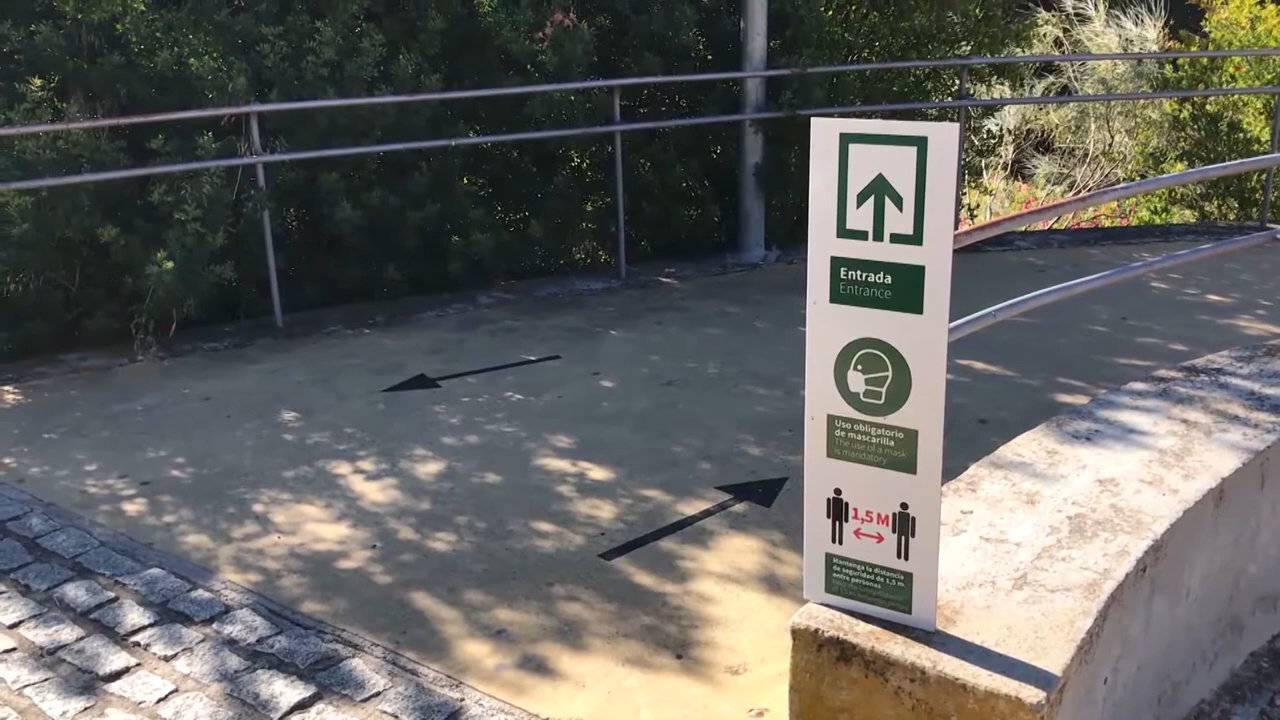 Entrada
Entrance
Uso obligatorio
de mascarilla
The use of a mask
is mandatory
1,5 M
Mantenga la distancia
de seguridad de 1,5 m
entre personas